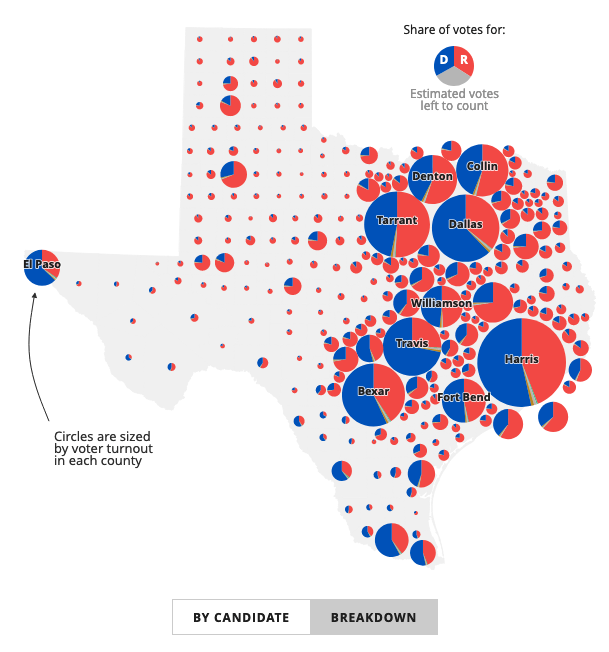 Share of votes for:
D R
Estimated votes
left to count
Collin
Denton
Tarrant
Dallas
El Paso
Williamson
Travis
Harris
Bexar
Fort Bend
Circles are sized
by voter turnout
in each county
BY CANDIDATE
BREAKDOWN